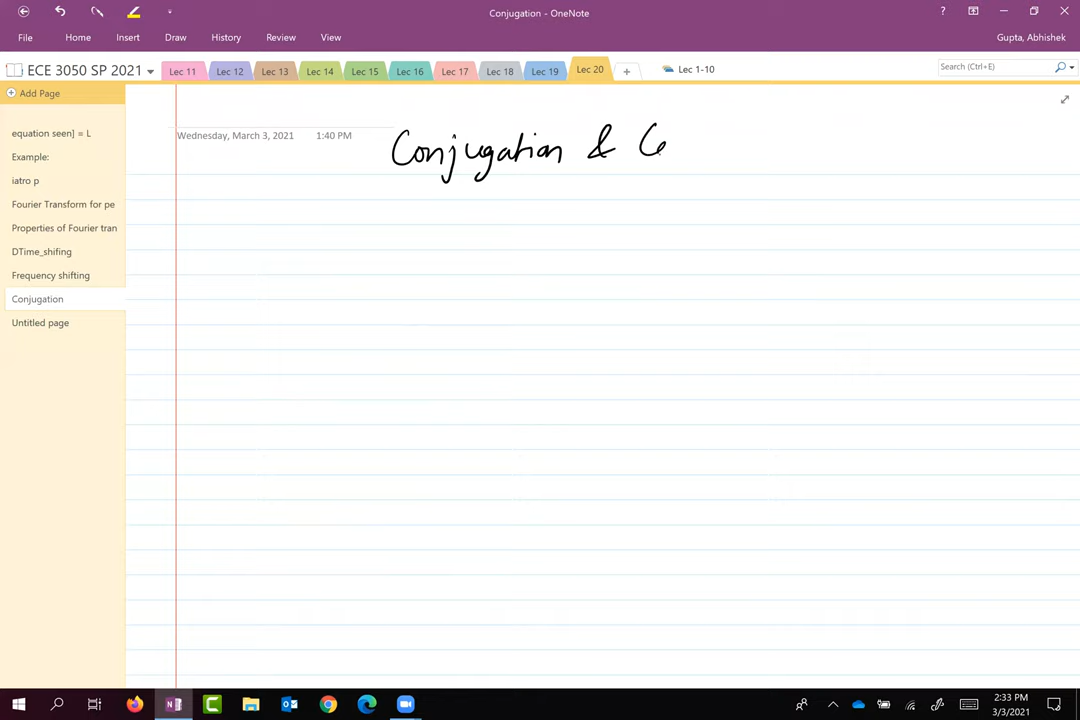 Conjugation - OneNote
File Home Insert Draw History Review View Gupta, Abhishek
ECE 3050 SP 2021 Lec 11 Lec 12 Lec 13 Lec 14 Lec 15 Lec 16 Lec 17 Lec 18 Lec 19 Lec 20 Lec 1-10 Search (Ctrl+E)
Add Page
equation seen] = L
Example:
iatro p
Fourier Transform for pe
Properties of Fourier tran
DTime_shifing
Frequency shifting
Conjugation
Untitled page
Wednesday, March 3, 2021 1:40 PM
Conjugation & Co
2:33 PM
3/3/2021